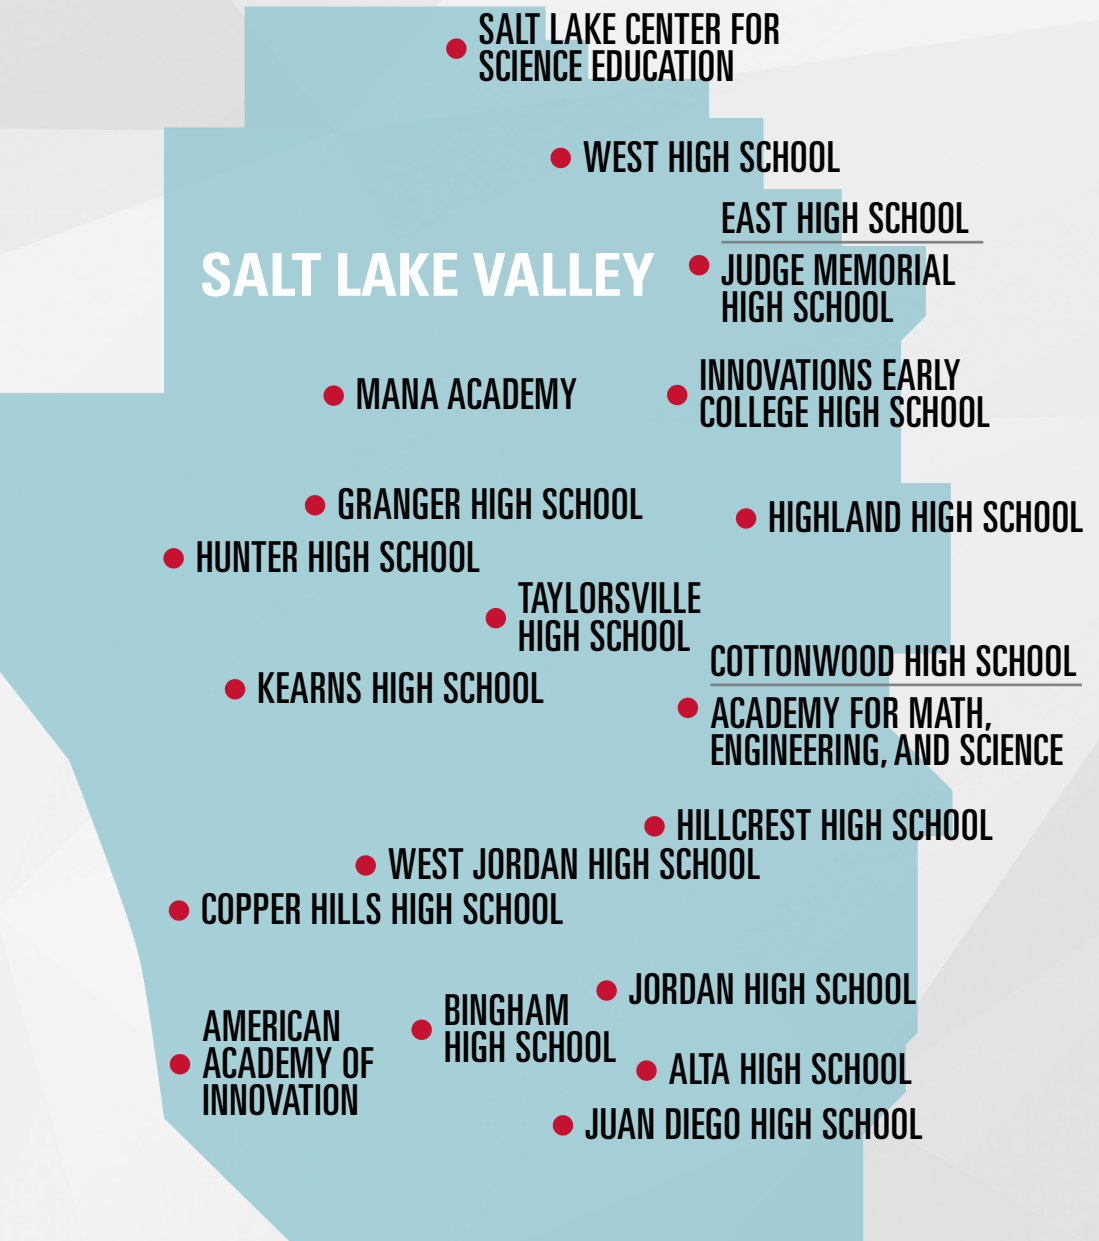 SALT LAKE CENTER FOR
SCIENCE EDUCATION
WEST HIGH SCHOOL
EAST HIGH SCHOOL
SALT LAKE VALLEY
JUDGE MEMORIAL
HIGH SCHOOL
MANA ACADEMY
INNOVATIONS EARLY
COLLEGE HIGH SCHOOL
GRANGER HIGH SCHOOL
HIGHLAND HIGH SCHOOL
HUNTER HIGH SCHOOL
TAYLORSVILLE
HIGH SCHOOL
COTTONWOOD HIGH SCHOOL
KEARNS HIGH SCHOOL
ACADEMY FOR MATH,
ENGINEERING, AND SCIENCE
HILLCREST HIGH SCHOOL
WEST JORDAN HIGH SCHOOL
COPPER HILLS HIGH SCHOOL
JORDAN HIGH SCHOOL
BINGHAM
HIGH SCHOOL
AMERICAN
ACADEMY OF
INNOVATION
ALTA HIGH SCHOOL
JUAN DIEGO HIGH SCHOOL